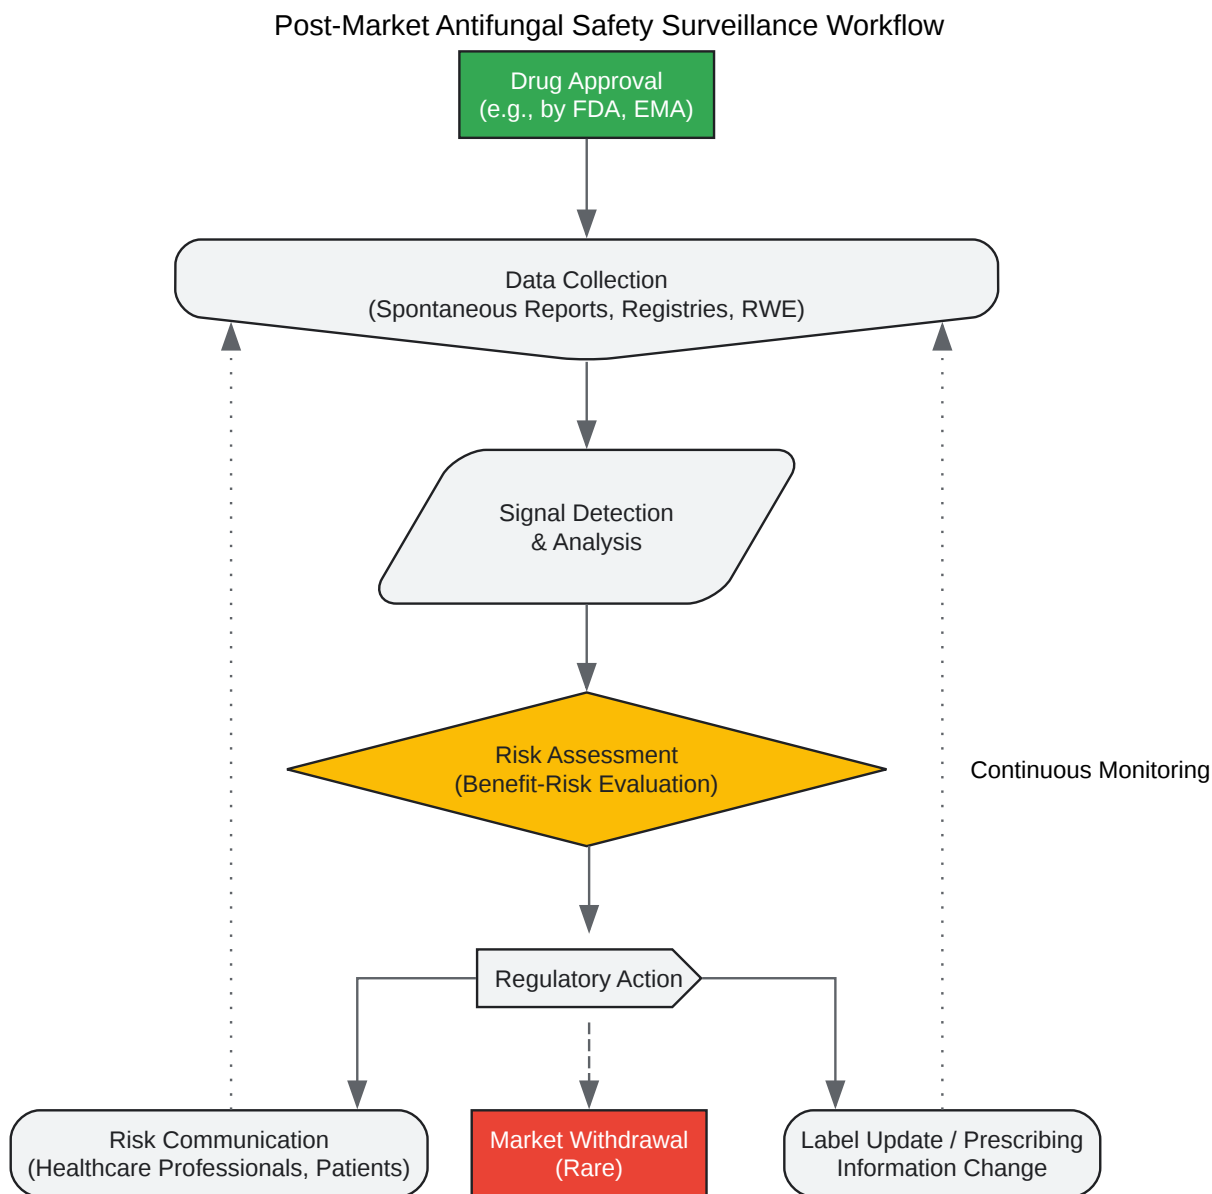 Post-Market Antifungal Safety Surveillance Workflow
Drug Approval
(e.g., by FDA, EMA)
Data Collection
(Spontaneous Reports, Registries, RWE)
Signal Detection
& Analysis
Risk Assessment
(Benefit-Risk Evaluation)
Continuous Monitoring
Regulatory Action
Risk Communication
(Healthcare Professionals, Patients)
Market Withdrawal
(Rare)
Label Update / Prescribing
Information Change